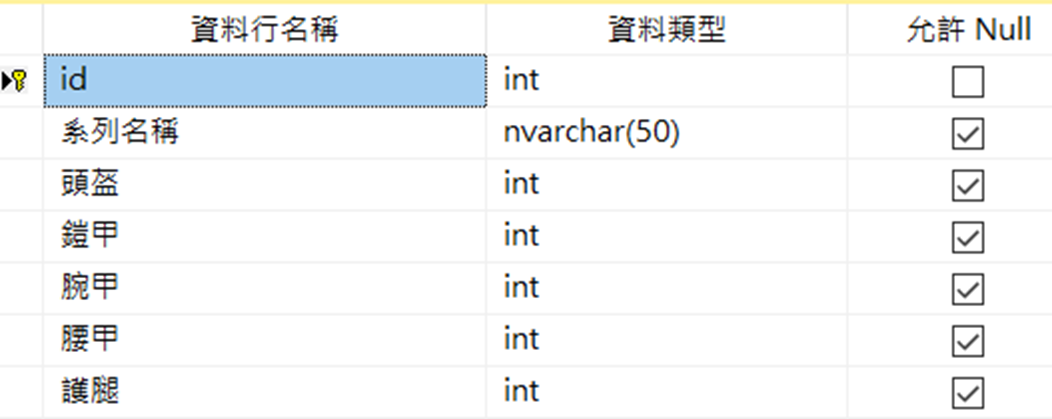 資料行名稱 資料類型 允許 Null
id int
系列名稱 nvarchar(50)
頭盔 int
鎧甲 int
腕甲 int
腰甲 int
護腿 int